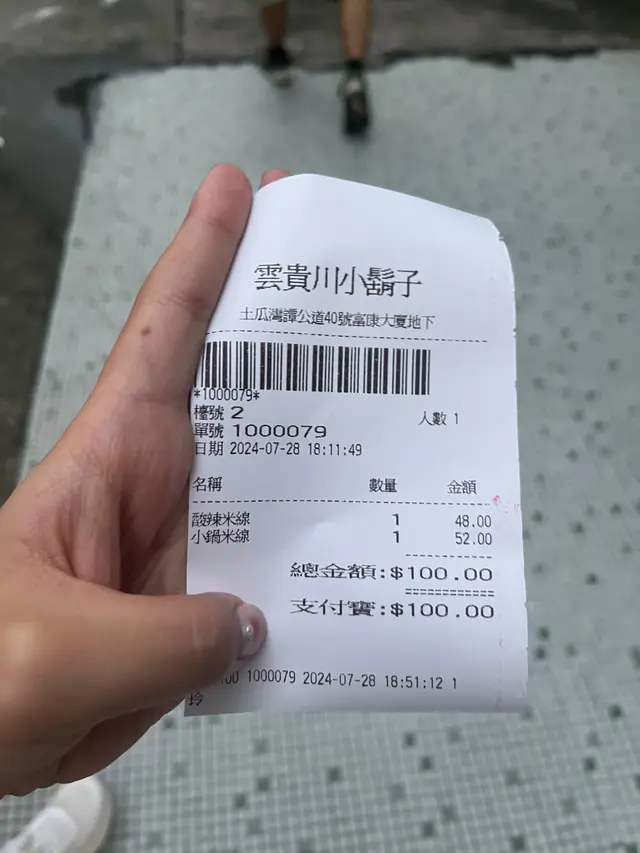 雲貴川小鬍子
土瓜灣譚公道40號富康大廈地下
*1000079*
檯號 2 人數 1
單號 1000079
日期 2024-07-28 18:11:49
名稱 數量 金額
酸辣米線 1 48.00
小鍋米線 1 52.00
總金額:$100.00
支付寶:$100.00
1000079 2024-07-28 18:51:12 1
玲